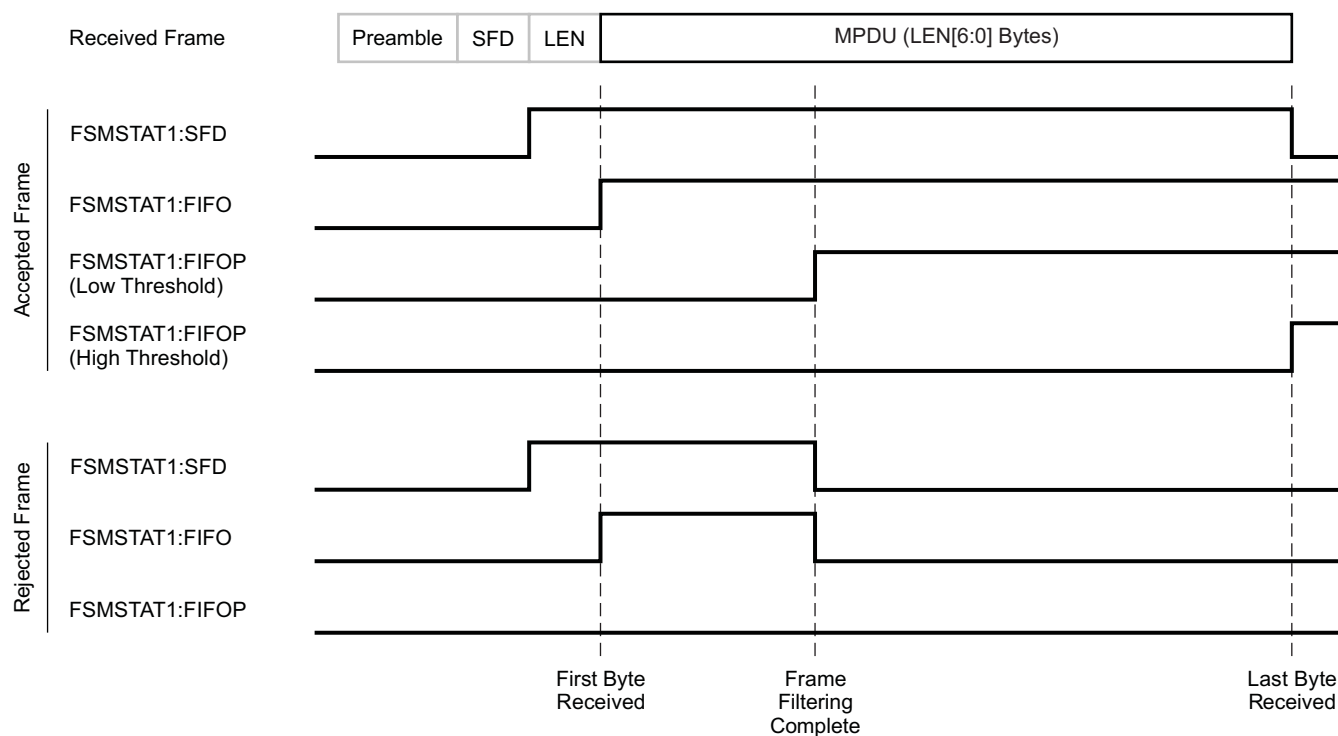 Received Frame
Preamble
SFD
LEN
MPDU (LEN[6:0] Bytes)
Accepted Frame
FSMSTAT1:SFD
FSMSTAT1:FIFO
FSMSTAT1:FIFOP
(Low Threshold)
FSMSTAT1:FIFOP
(High Threshold)
Rejected Frame
FSMSTAT1:SFD
FSMSTAT1:FIFO
FSMSTAT1:FIFOP
First Byte
Received
Frame
Filtering
Complete
Last Byte
Received